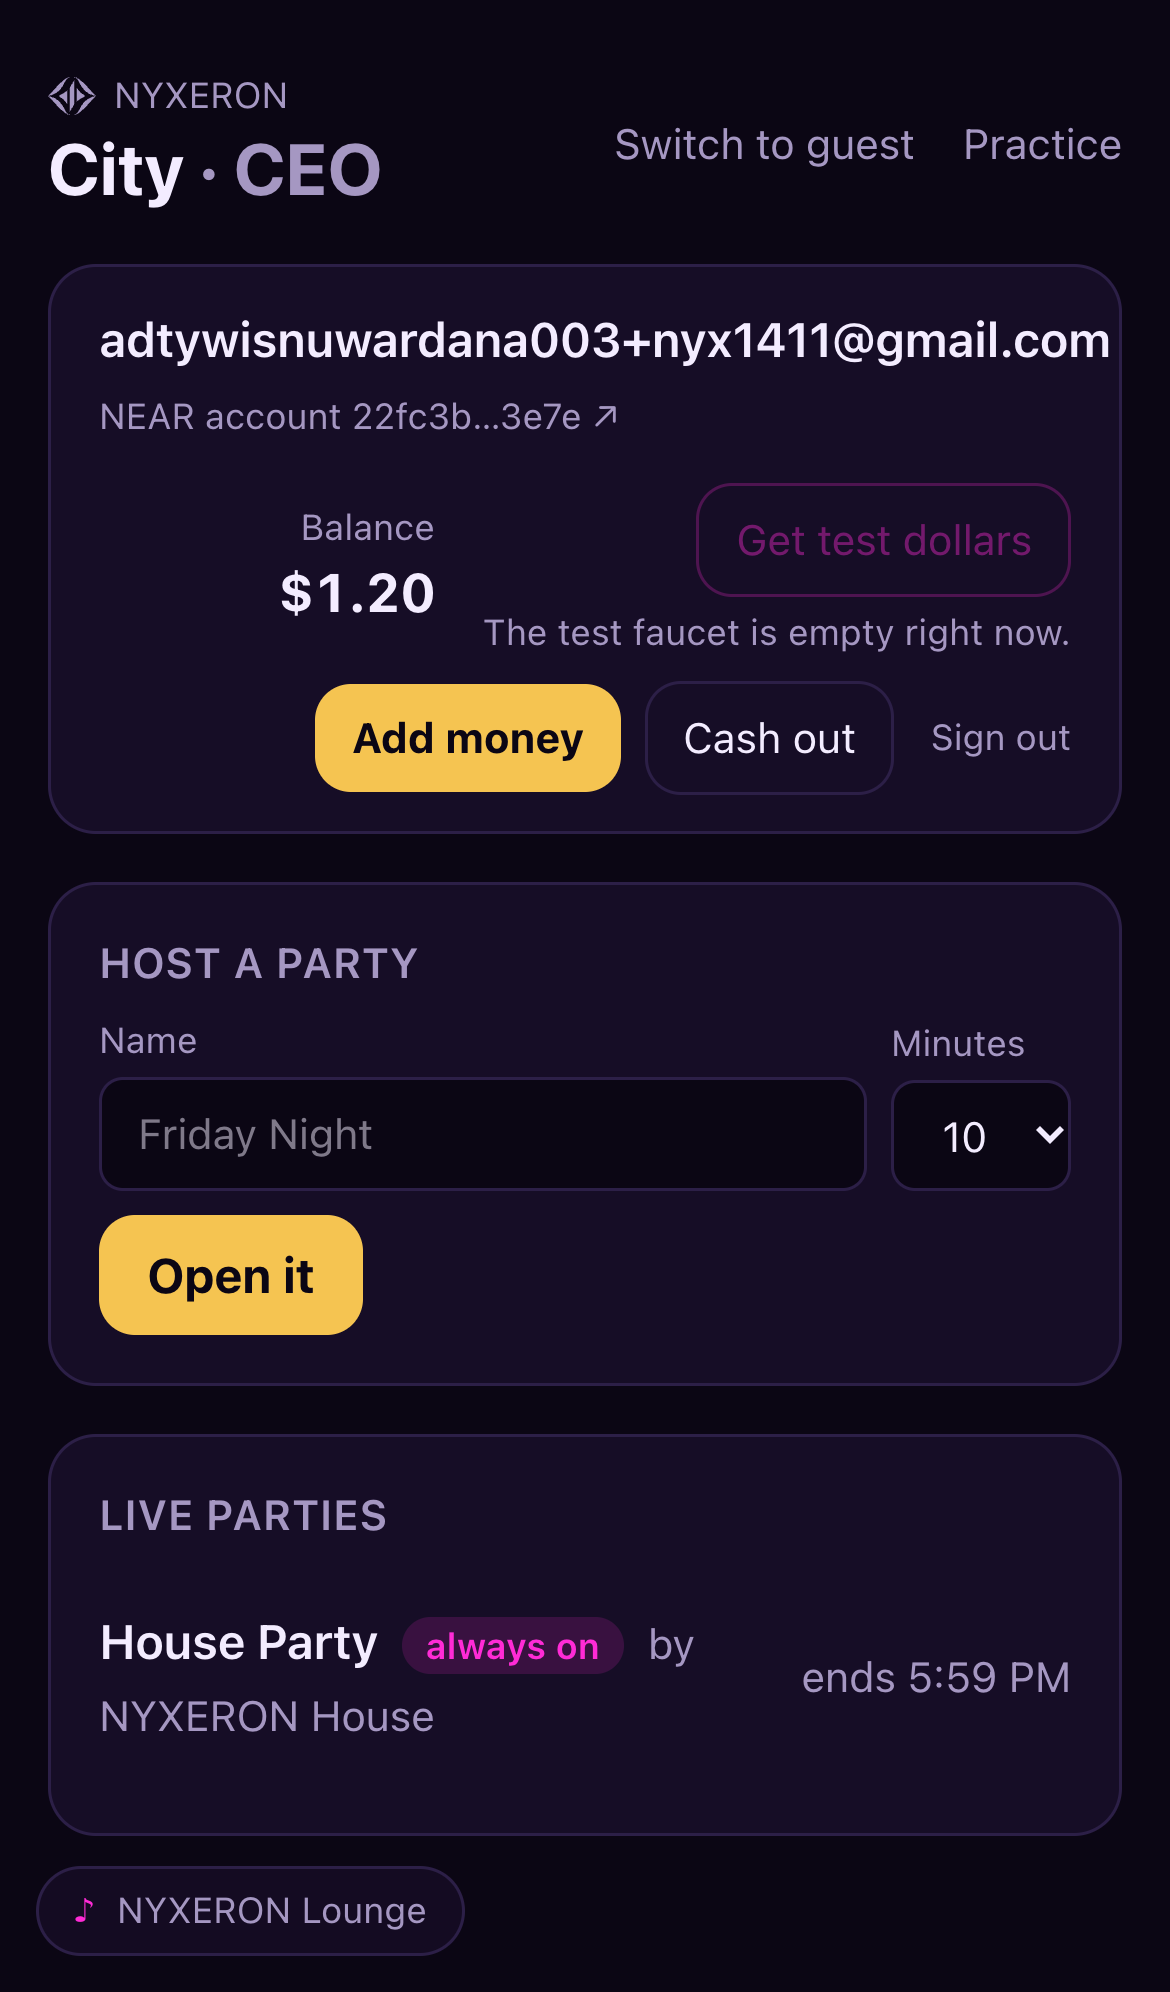 NYXERON
City · CEO
Switch to guest Practice
adtywisnuwardana003+nyx1411@gmail.com
NEAR account 22fc3b…3e7e ↗
Balance
$1.20
Get test dollars
The test faucet is empty right now.
Add money Cash out Sign out
HOST A PARTY
Name Minutes
Friday Night 10
Open it
LIVE PARTIES
House Party always on by
NYXERON House
ends 5:59 PM
♪ NYXERON Lounge